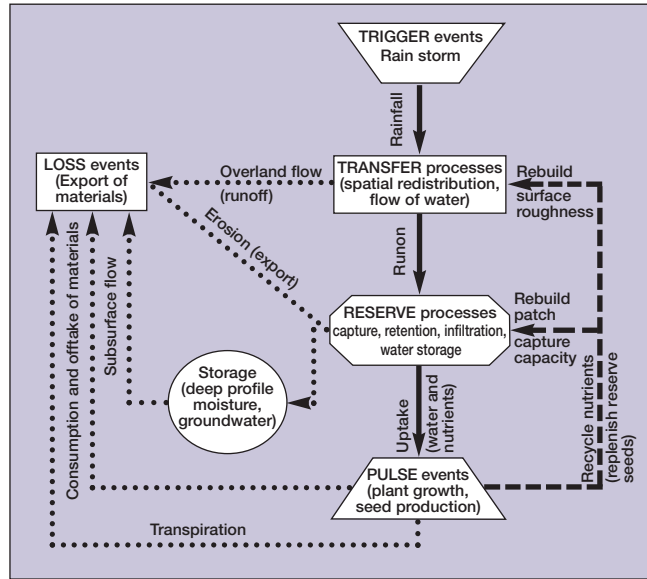 TRIGGER events
Rain storm
Rainfall
LOSS events
(Export of
materials)
Overland flow
(runoff)
TRANSFER processes
(spatial redistribution,
flow of water)
Rebuild
surface
roughness
Erosion (export)
Runon
Consumption and offtake of materials
Subsurface flow
RESERVE processes
capture, retention, infiltration,
water storage
Rebuild
patch
capture
capacity
Storage
(deep profile
moisture,
groundwater)
Uptake
(water and
nutrients)
Recycle nutrients
(replenish reserve
seeds)
PULSE events
(plant growth,
seed production)
Transpiration